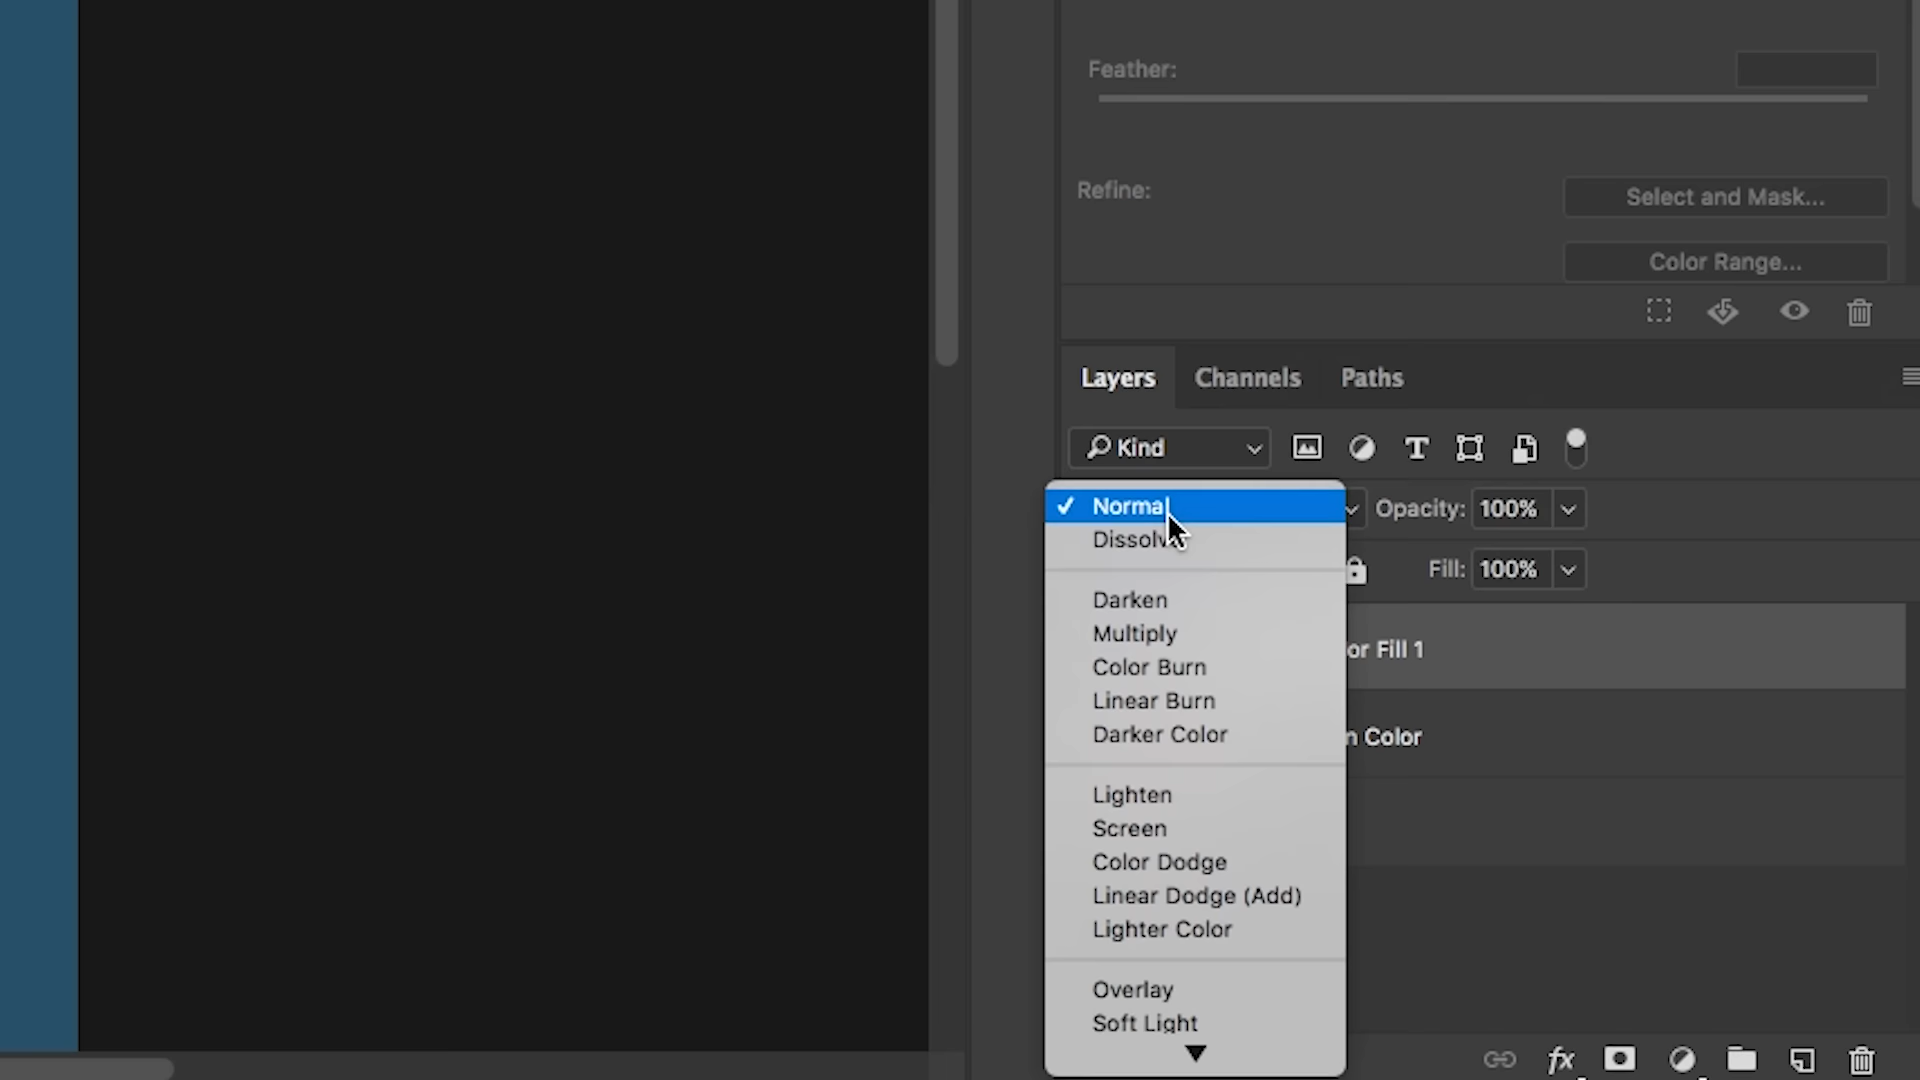 Feather:
Refine:
Select and Mask...
Color Range...
Layers Channels Paths
Kind T
Normal
Opacity: 100%
Dissolve
Fill: 100%
Darken
Multiply
or Fill 1
Color Burn
Linear Burn
Darker Color
n Color
Lighten
Screen
Color Dodge
Linear Dodge (Add)
Lighter Color
Overlay
Soft Light
fx